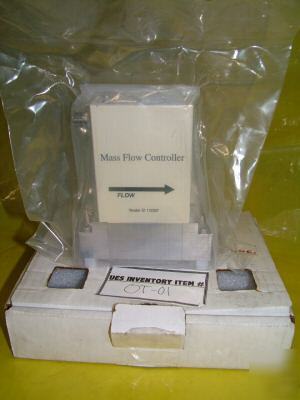 Mass Flow Controller
FLOW
UES INVENTORY ITEM #
OT-01